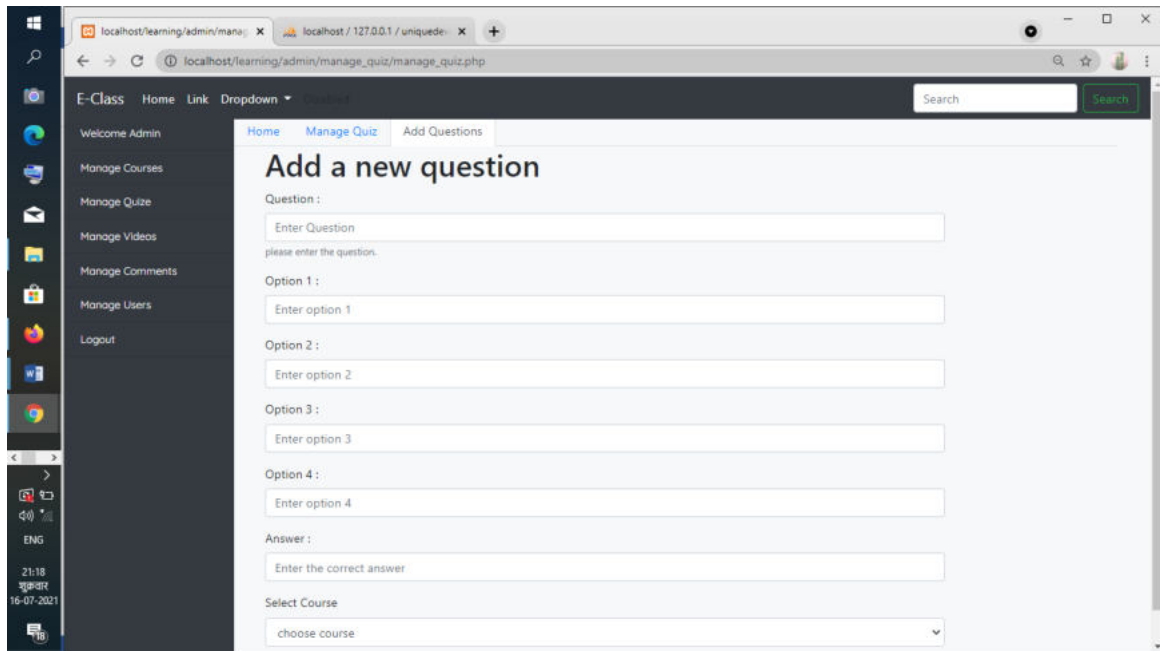 localhost/learning/admin/mana
localhost / 127.0.0.1 / uniquede
localhost/learning/admin/manage_quiz/manage_quiz.php
E-Class Home Link Dropdown Disabled
Search
Search
Welcome Admin
Manage Courses
Manage Quize
Manage Videos
Manage Comments
Manage Users
Logout
Home Manage Quiz Add Questions
Add a new question
Question :
Enter Question
please enter the question.
Option 1 :
Enter option 1
Option 2 :
Enter option 2
Option 3 :
Enter option 3
Option 4 :
Enter option 4
Answer :
Enter the correct answer
Select Course
choose course
ENG
21:18
शुक्रवार
16-07-2021
18